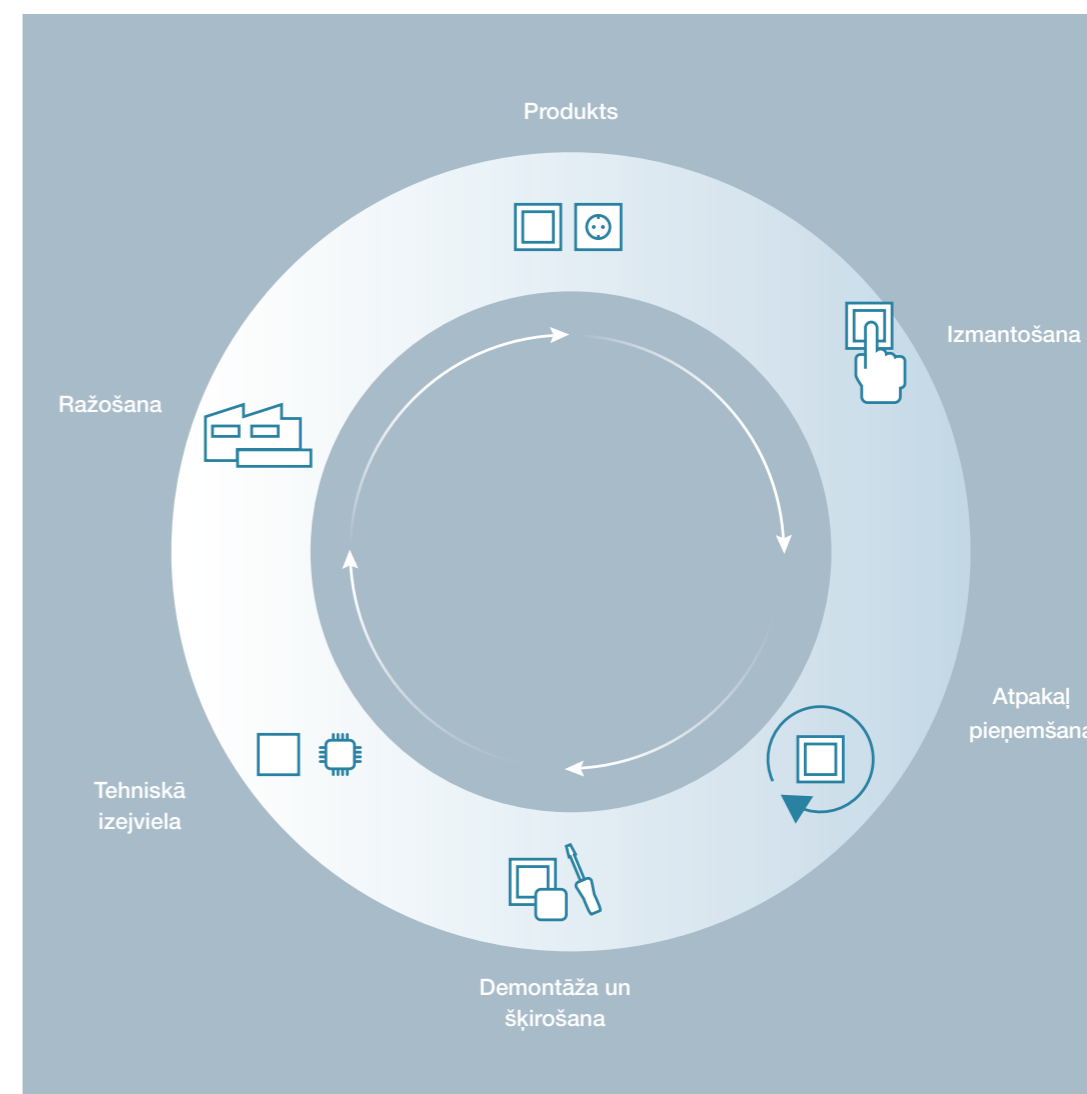 Produkts
Izmantošana
Ražošana
Atpakaļ
pieņemšana
Tehniskā
izejviela
Demontāža un
šķirošana